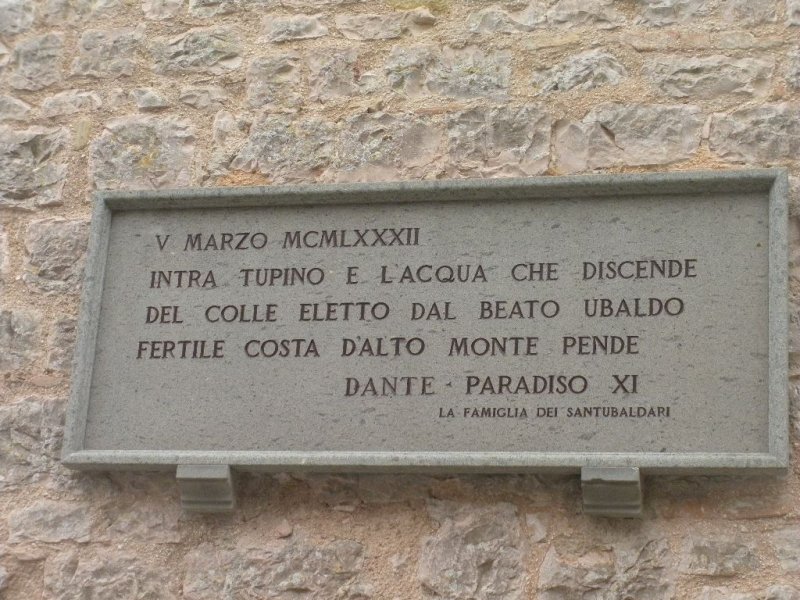 V MARZO MCMLXXXII
INTRA TUPINO E L'ACQUA CHE DISCENDE
DEL COLLE ELETTO DAL BEATO UBALDO
FERTILE COSTA D'ALTO MONTE PENDE
DANTE - PARADISO XI
LA FAMIGLIA DEI SANTUBALDARI